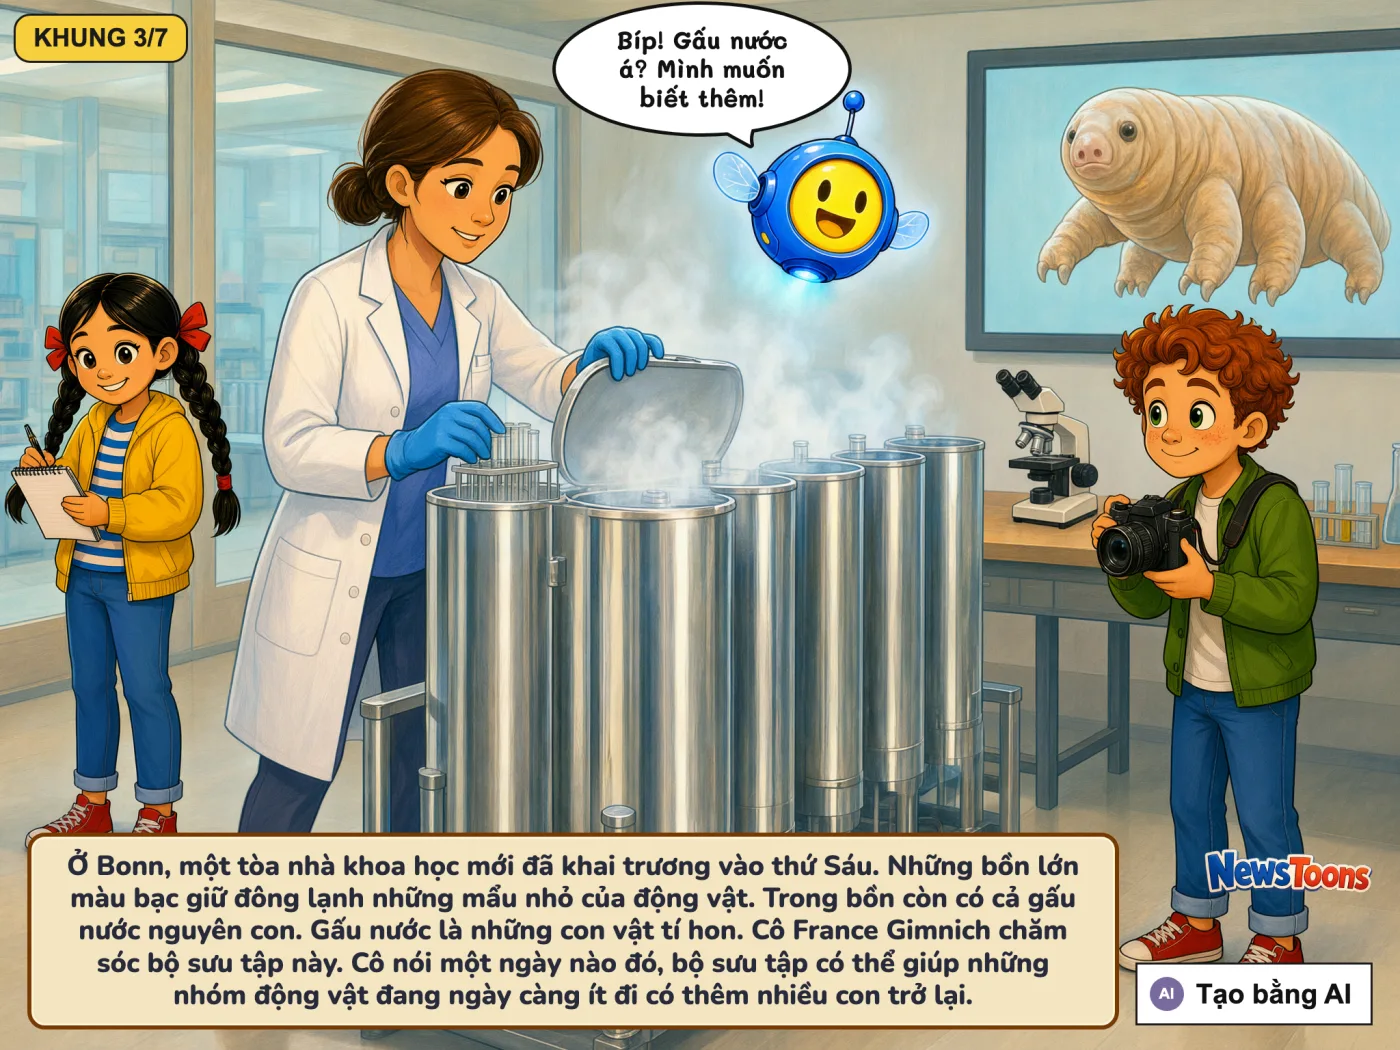 KHUNG 3/7
Bíp! Gấu nước
á? Mình muốn
biết thêm!
Ở Bonn, một tòa nhà khoa học mới đã khai trương vào thứ Sáu. Những bồn lớn
màu bạc giữ đông lạnh những mẩu nhỏ của động vật. Trong bồn còn có cả gấu
nước nguyên con. Gấu nước là những con vật tí hon. Cô France Gimnich chăm
sóc bộ sưu tập này. Cô nói một ngày nào đó, bộ sưu tập có thể giúp những
nhóm động vật đang ngày càng ít đi có thêm nhiều con trở lại.
NewsToons
AI Tạo bằng AI